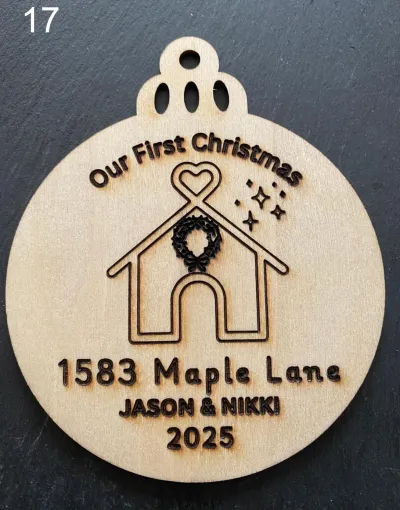 17
Our First Christmas
1583 Maple Lane
JASON & NIKKI
2025